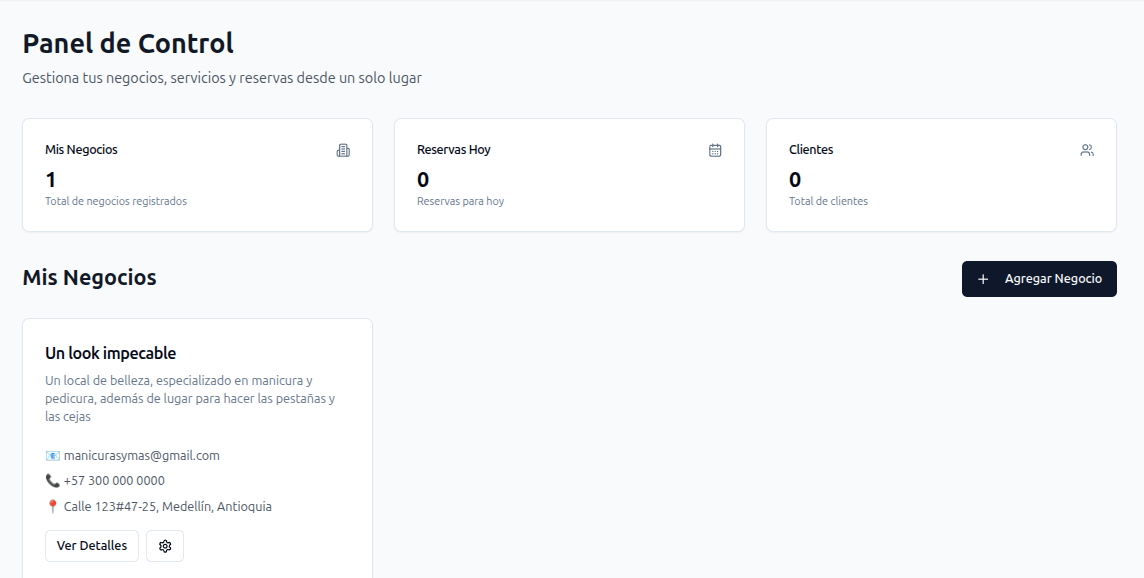 Panel de Control
Gestiona tus negocios, servicios y reservas desde un solo lugar
Mis Negocios
1
Total de negocios registrados
Reservas Hoy
0
Reservas para hoy
Clientes
0
Total de clientes
Mis Negocios
+ Agregar Negocio
Un look impecable
Un local de belleza, especializado en manicura y
pedicura, además de lugar para hacer las pestañas y
las cejas
📧 manicurasymas@gmail.com
📞 +57 300 000 0000
📍 Calle 123#47-25, Medellín, Antioquia
Ver Detalles